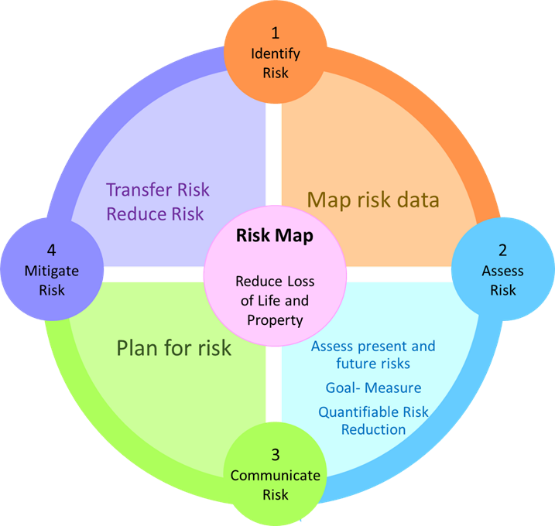 1
Identify
Risk
Transfer Risk
Reduce Risk
Map risk data
Risk Map
Reduce Loss
of Life and
Property
4
Mitigate
Risk
2
Assess
Risk
Plan for risk
Assess present and
future risks
Goal- Measure
Quantifiable Risk
Reduction
3
Communicate
Risk